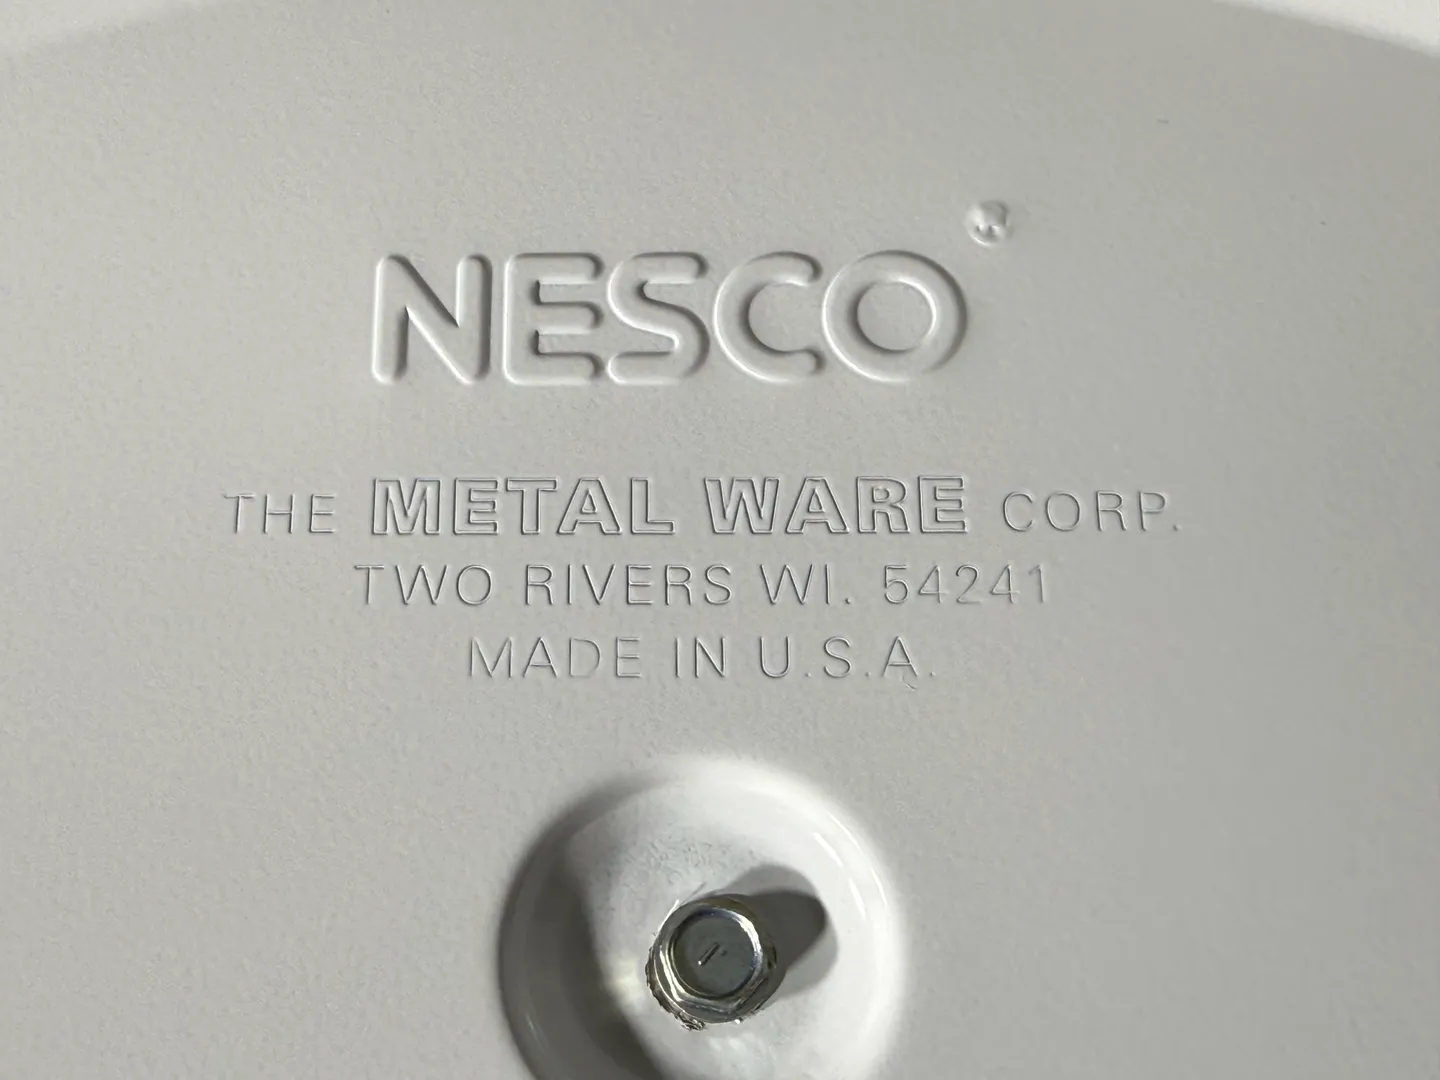 NESCO
THE METAL WARE CORP.
TWO RIVERS WI. 54241
MADE IN U.S.A.